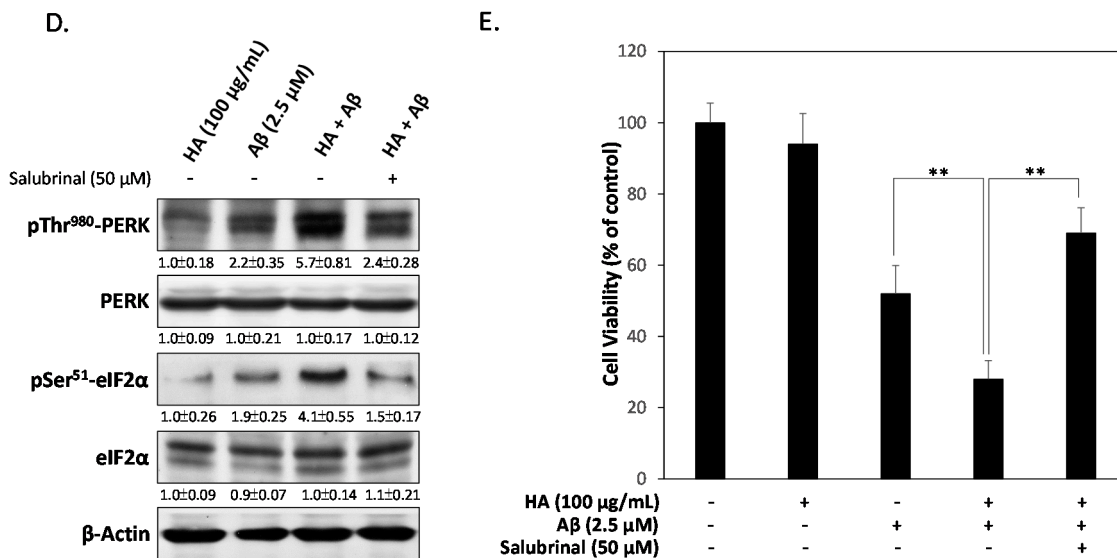 D.
HA (100 µg/mL)
Aβ (2.5 µM)
HA + Aβ
HA + Aβ
Salubrinal (50 µM) - - - +
pThr980-PERK
1.0±0.18 2.2±0.35 5.7±0.81 2.4±0.28
PERK
1.0±0.09 1.0±0.21 1.0±0.17 1.0±0.12
pSer51-eIF2α
1.0±0.26 1.9±0.25 4.1±0.55 1.5±0.17
eIF2α
1.0±0.09 0.9±0.07 1.0±0.14 1.1±0.21
β-Actin
E.
Cell Viability (% of control)
120
100
80
60
40
20
0
** **
HA (100 µg/mL) - + - + +
Aβ (2.5 µM) - - + + +
Salubrinal (50 µM) - - - - +